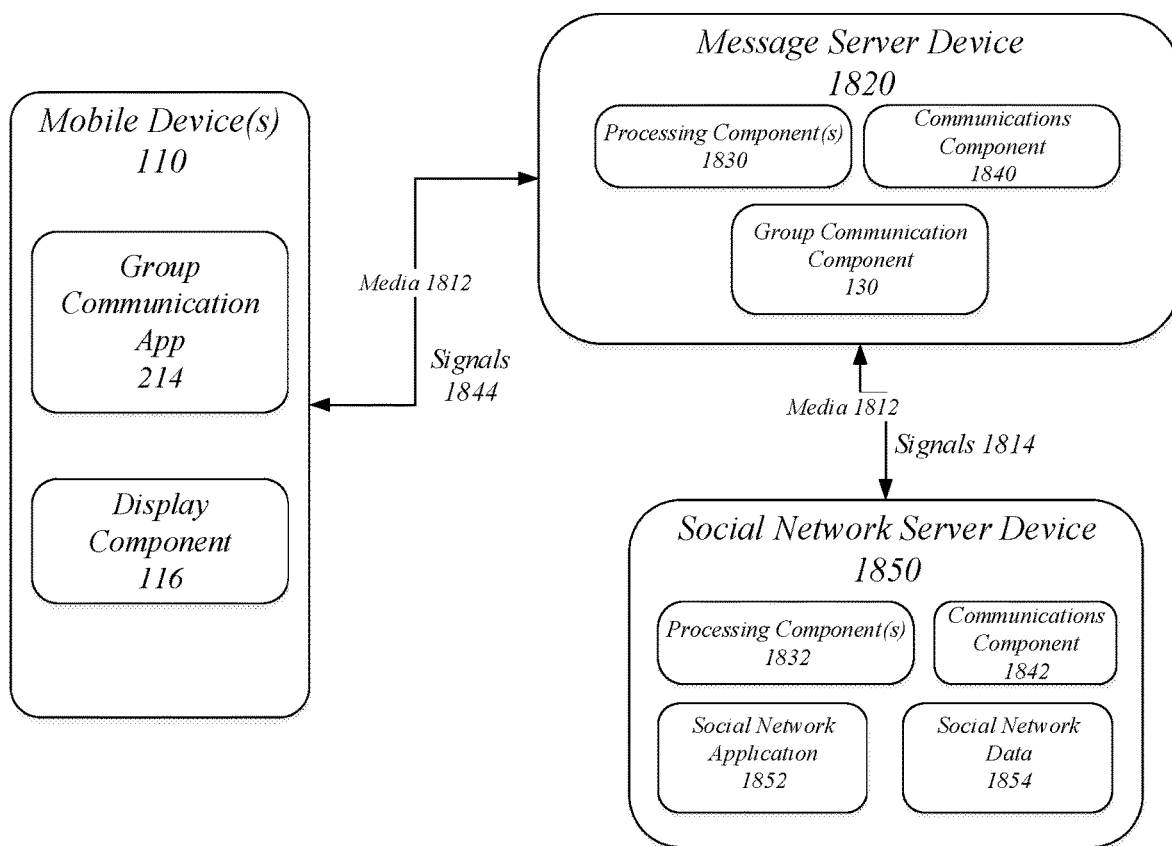 Mobile Device(s)
110
Group
Communication
App
214
Display
Component
116
Media 1812
Signals
1844
Message Server Device
1820
Processing Component(s)
1830
Communications
Component
1840
Group Communication
Component
130
Media 1812
Signals 1814
Social Network Server Device
1850
Processing Component(s)
1832
Communications
Component
1842
Social Network
Application
1852
Social Network
Data
1854